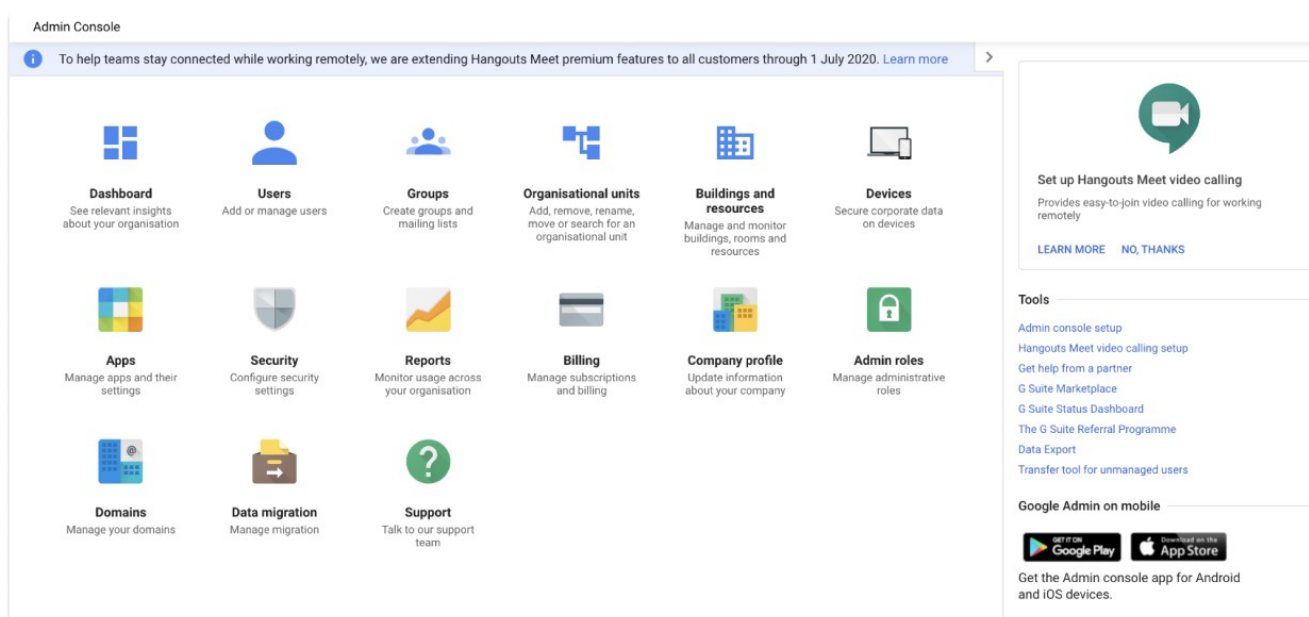 Admin Console
To help teams stay connected while working remotely, we are extending Hangouts Meet premium features to all customers through 1 July 2020. Learn more
Dashboard
See relevant insights
about your organisation
Users
Add or manage users
Groups
Create groups and
mailing lists
Organisational units
Add, remove, rename,
move or search for an
organisational unit
Buildings and
resources
Manage and monitor
buildings, rooms and
resources
Devices
Secure corporate data
on devices
Apps
Manage apps and their
settings
Security
Configure security
settings
Reports
Monitor usage across
your organisation
Billing
Manage subscriptions
and billing
Company profile
Update information
about your company
Admin roles
Manage administrative
roles
@
Domains
Manage your domains
Data migration
Manage migration
?
Support
Talk to our support
team
Set up Hangouts Meet video calling
Provides easy-to-join video calling for working
remotely
LEARN MORE NO, THANKS
Tools
Admin console setup
Hangouts Meet video calling setup
Get help from a partner
G Suite Marketplace
G Suite Status Dashboard
The G Suite Referral Programme
Data Export
Transfer tool for unmanaged users
Google Admin on mobile
GET IT ON
Google Play
Download on the
App Store
Get the Admin console app for Android
and iOS devices.